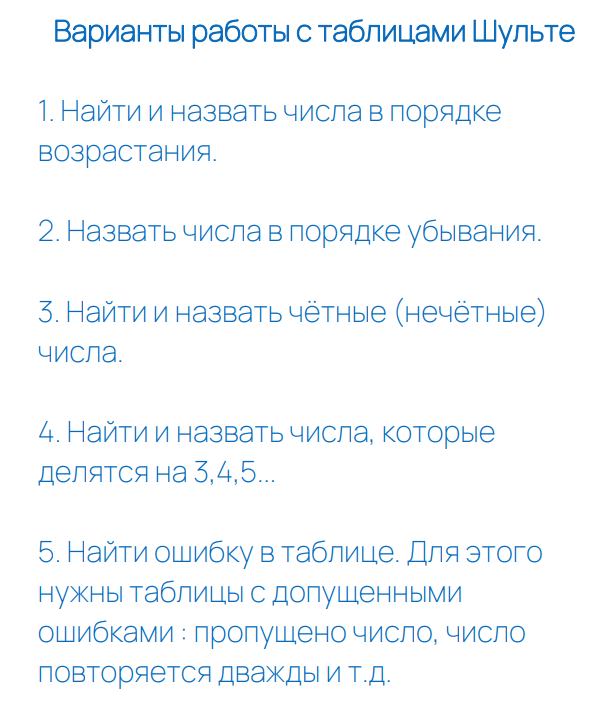 Варианты работы с таблицами Шульте
1. Найти и назвать числа в порядке
возрастания.
2. Назвать числа в порядке убывания.
3. Найти и назвать чётные (нечётные)
числа.
4. Найти и назвать числа, которые
делятся на 3,4,5...
5. Найти ошибку в таблице. Для этого
нужны таблицы с допущенными
ошибками : пропущено число, число
повторяется дважды и т.д.